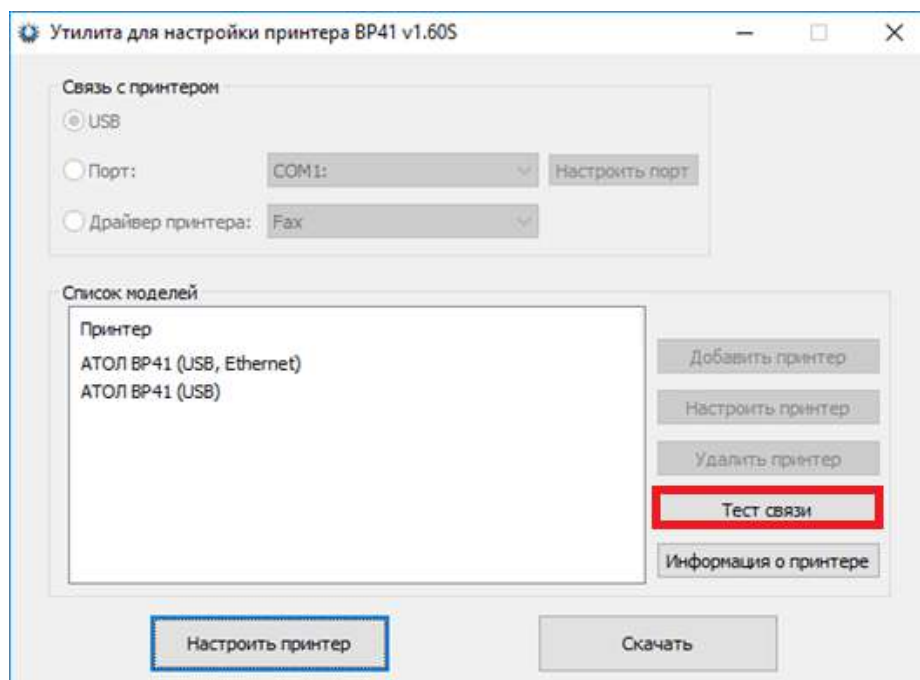 Утилита для настройки принтера BP41 v1.60S
Связь с принтером
USB
Порт: COM1: Настроить порт
Драйвер принтера: Fax
Список моделей
Принтер
АТОЛ BP41 (USB, Ethernet)
АТОЛ BP41 (USB)
Добавить принтер
Настроить принтер
Удалить принтер
Тест связи
Информация о принтере
Настроить принтер Скачать